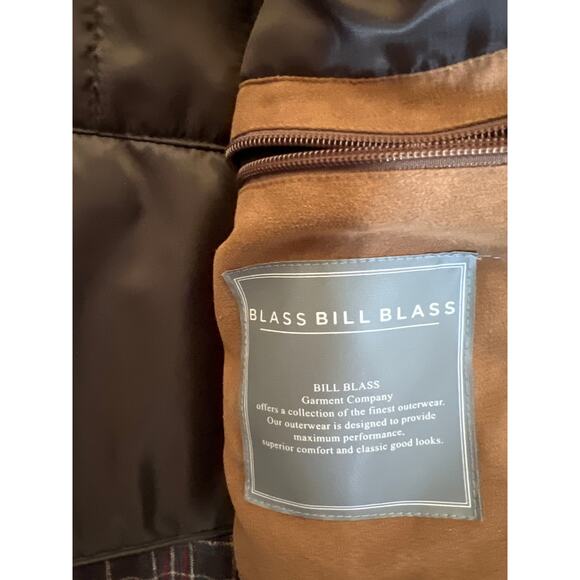 BLASS BILL BLASS
BILL BLASS
Garment Company
offers a collection of the finest outerwear.
Our outerwear is designed to provide
maximum performance,
superior comfort and classic good looks.